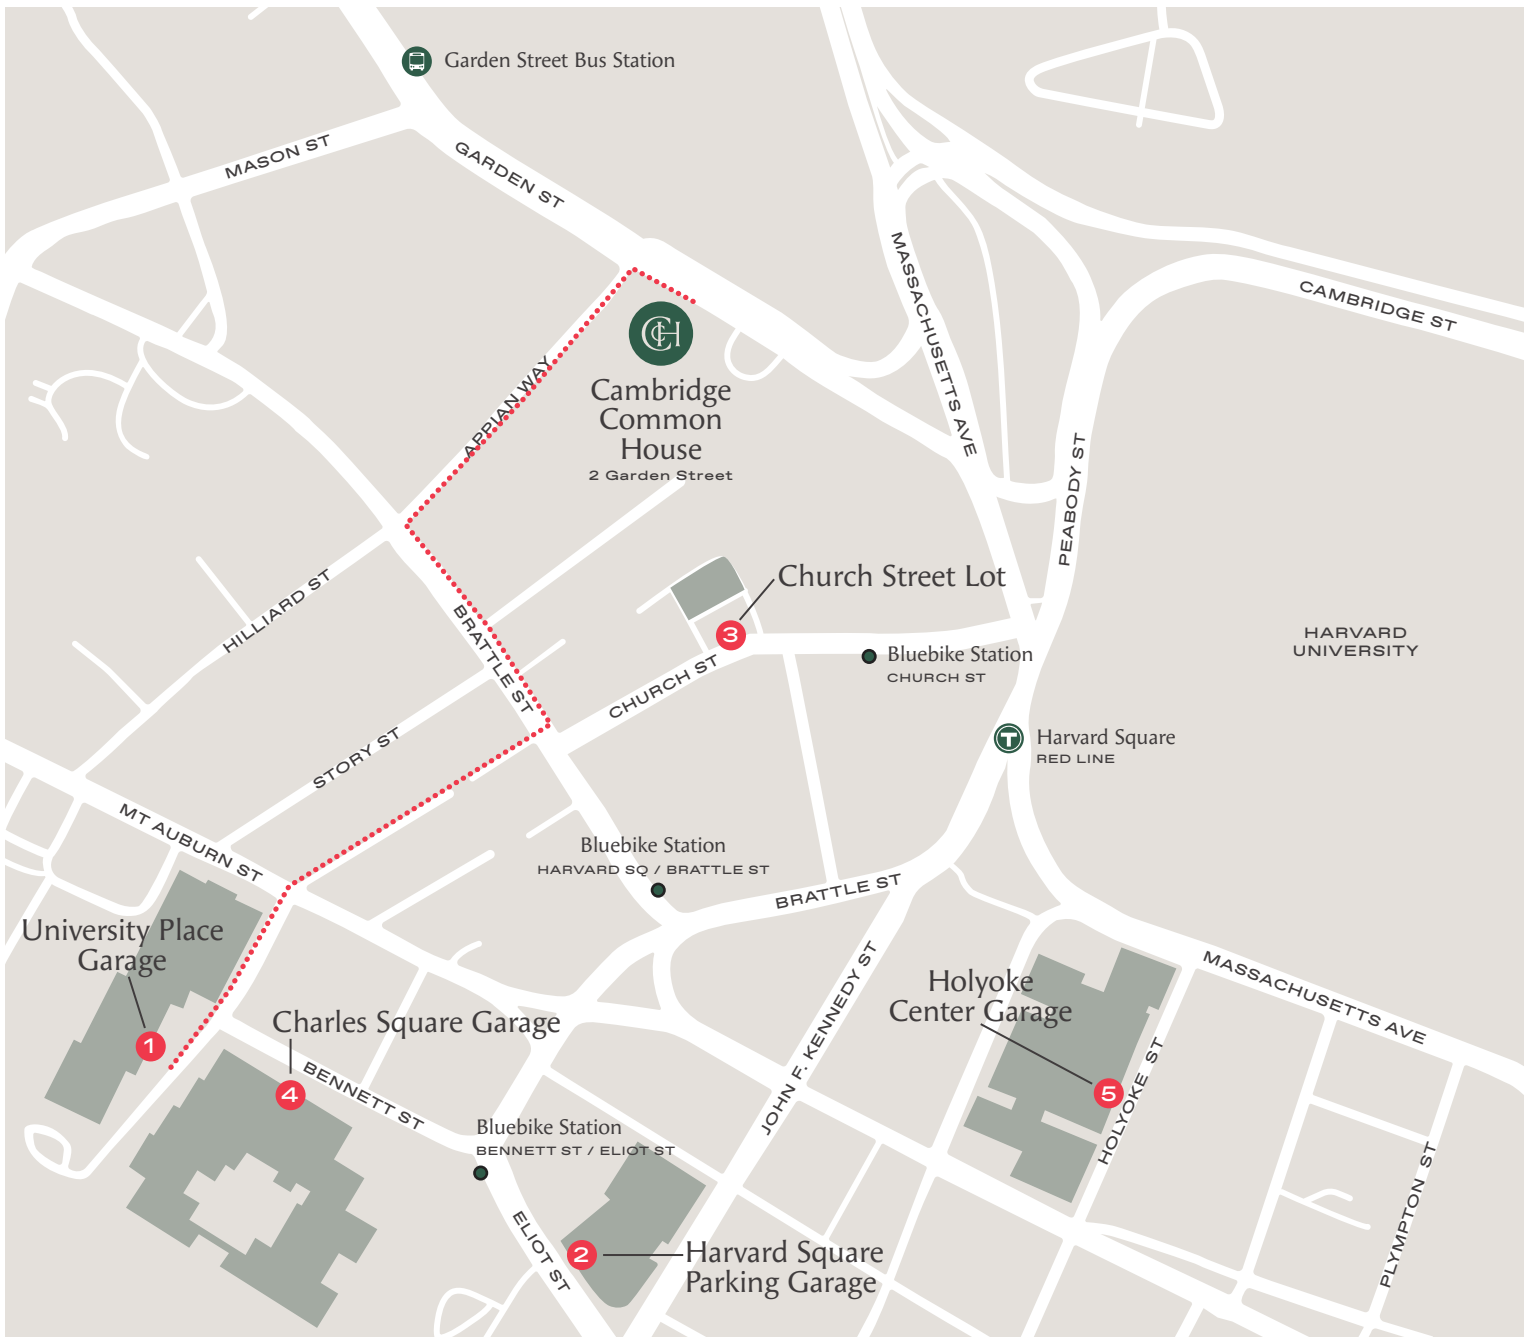 Garden Street Bus Station
MASON ST
GARDEN ST
MASSACHUSETTS AVE
CAMBRIDGE ST
CCH
APPIAN WAY
Cambridge
Common
House
2 Garden Street
PEABODY ST
HILLIARD ST
BRATTLE ST
Church Street Lot
3
CHURCH ST
Bluebike Station
CHURCH ST
HARVARD
UNIVERSITY
STORY ST
T
Harvard Square
RED LINE
MT AUBURN ST
Bluebike Station
HARVARD SQ / BRATTLE ST
BRATTLE ST
University Place
Garage
1
Charles Square Garage
4
BENNETT ST
JOHN F. KENNEDY ST
Holyoke
Center Garage
5
HOLYOKE ST
MASSACHUSETTS AVE
Bluebike Station
BENNETT ST / ELIOT ST
ELIOT ST
2
Harvard Square
Parking Garage
PLYMPTON ST